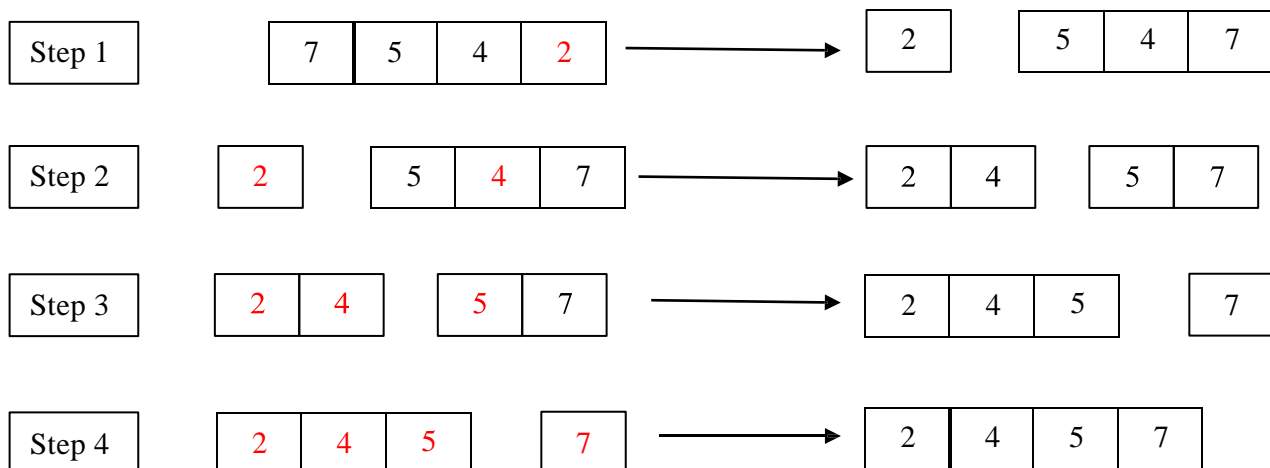 Step 1 7 5 4 2 2 5 4 7
Step 2 2 5 4 7 2 4 5 7
Step 3 2 4 5 7 2 4 5 7
Step 4 2 4 5 7 2 4 5 7